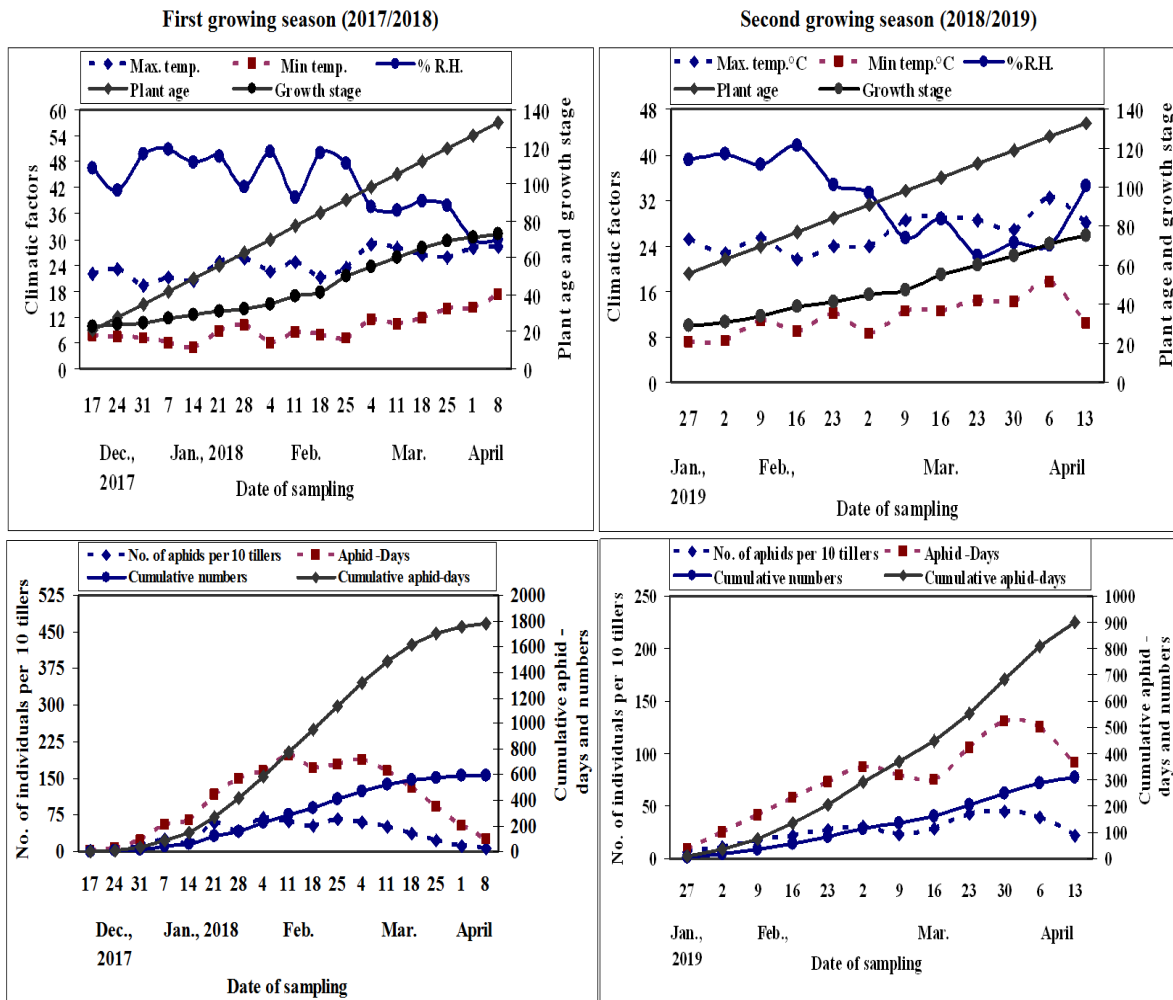 First growing season (2017/2018)
Second growing season (2018/2019)
Max. temp.
Min temp.
% R.H.
Plant age
Growth stage
Climatic factors
60
54
48
42
36
30
24
18
12
6
0
140
120
100
80
60
40
20
0
Plant age and growth stage
17 24 31 7 14 21 28 4 11 18 25 4 11 18 25 1 8
Dec., Jan., 2018 Feb. Mar. April
2017
Date of sampling
Max. temp.°C
Min temp.°C
%R.H.
Plant age
Growth stage
Climatic factors
48
40
32
24
16
8
0
140
120
100
80
60
40
20
0
Plant age and growth stage
27 2 9 16 23 2 9 16 23 30 6 13
Jan., Feb., Mar. April
2019
Date of sampling
No. of aphids per 10 tillers
Aphid -Days
Cumulative numbers
Cumulative aphid-days
No. of individuals per 10 tillers
525
450
375
300
225
150
75
0
2000
1800
1600
1400
1200
1000
800
600
400
200
0
Cumulative aphid -
days and numbers
17 24 31 7 14 21 28 4 11 18 25 4 11 18 25 1 8
Dec., Jan., 2018 Feb. Mar. April
2017
Date of sampling
No. of aphids per 10 tillers
Aphid -Days
Cumulative numbers
Cumulative aphid-days
No. of individuals per 10 tillers
250
200
150
100
50
0
1000
900
800
700
600
500
400
300
200
100
0
Cumulative aphid -
days and numbers
27 2 9 16 23 2 9 16 23 30 6 13
Jan., Feb., Mar. April
2019
Date of sampling